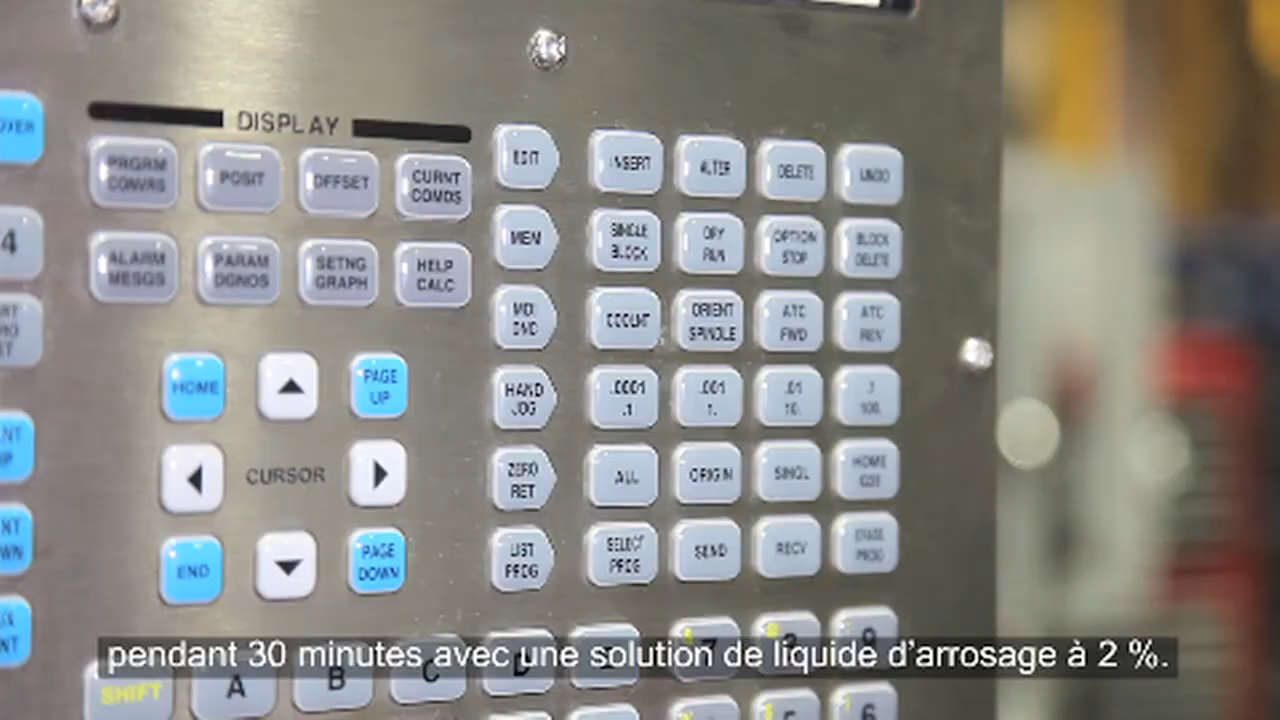 DISPLAY
PRGRM
CONVRS
POSIT
OFFSET
CURNT
COMDS
ALARM
MESGS
PARAM
DGNOS
SETNG
GRAPH
HELP
CALC
HOME
PAGE
UP
CURSOR
END
PAGE
DOWN
EDIT
INSERT
ALTER
DELETE
UNDO
MEM
SINGLE
BLOCK
DRY
RUN
OPTION
STOP
BLOCK
DELETE
MDI
DNC
COOLNT
ORIENT
SPINDLE
ATC
FWD
ATC
REV
HAND
JOG
.0001
.1
.001
1.
.01
10.
.1
100.
ZERO
RET
ALL
ORIGIN
SINGL
HOME
G28
LIST
PROG
SELECT
PROG
SEND
RECV
ERASE
PROG
4
SHIFT
A
B
C
D
E
7
8
9
6
pendant 30 minutes avec une solution de liquide d’arrosage à 2 %.